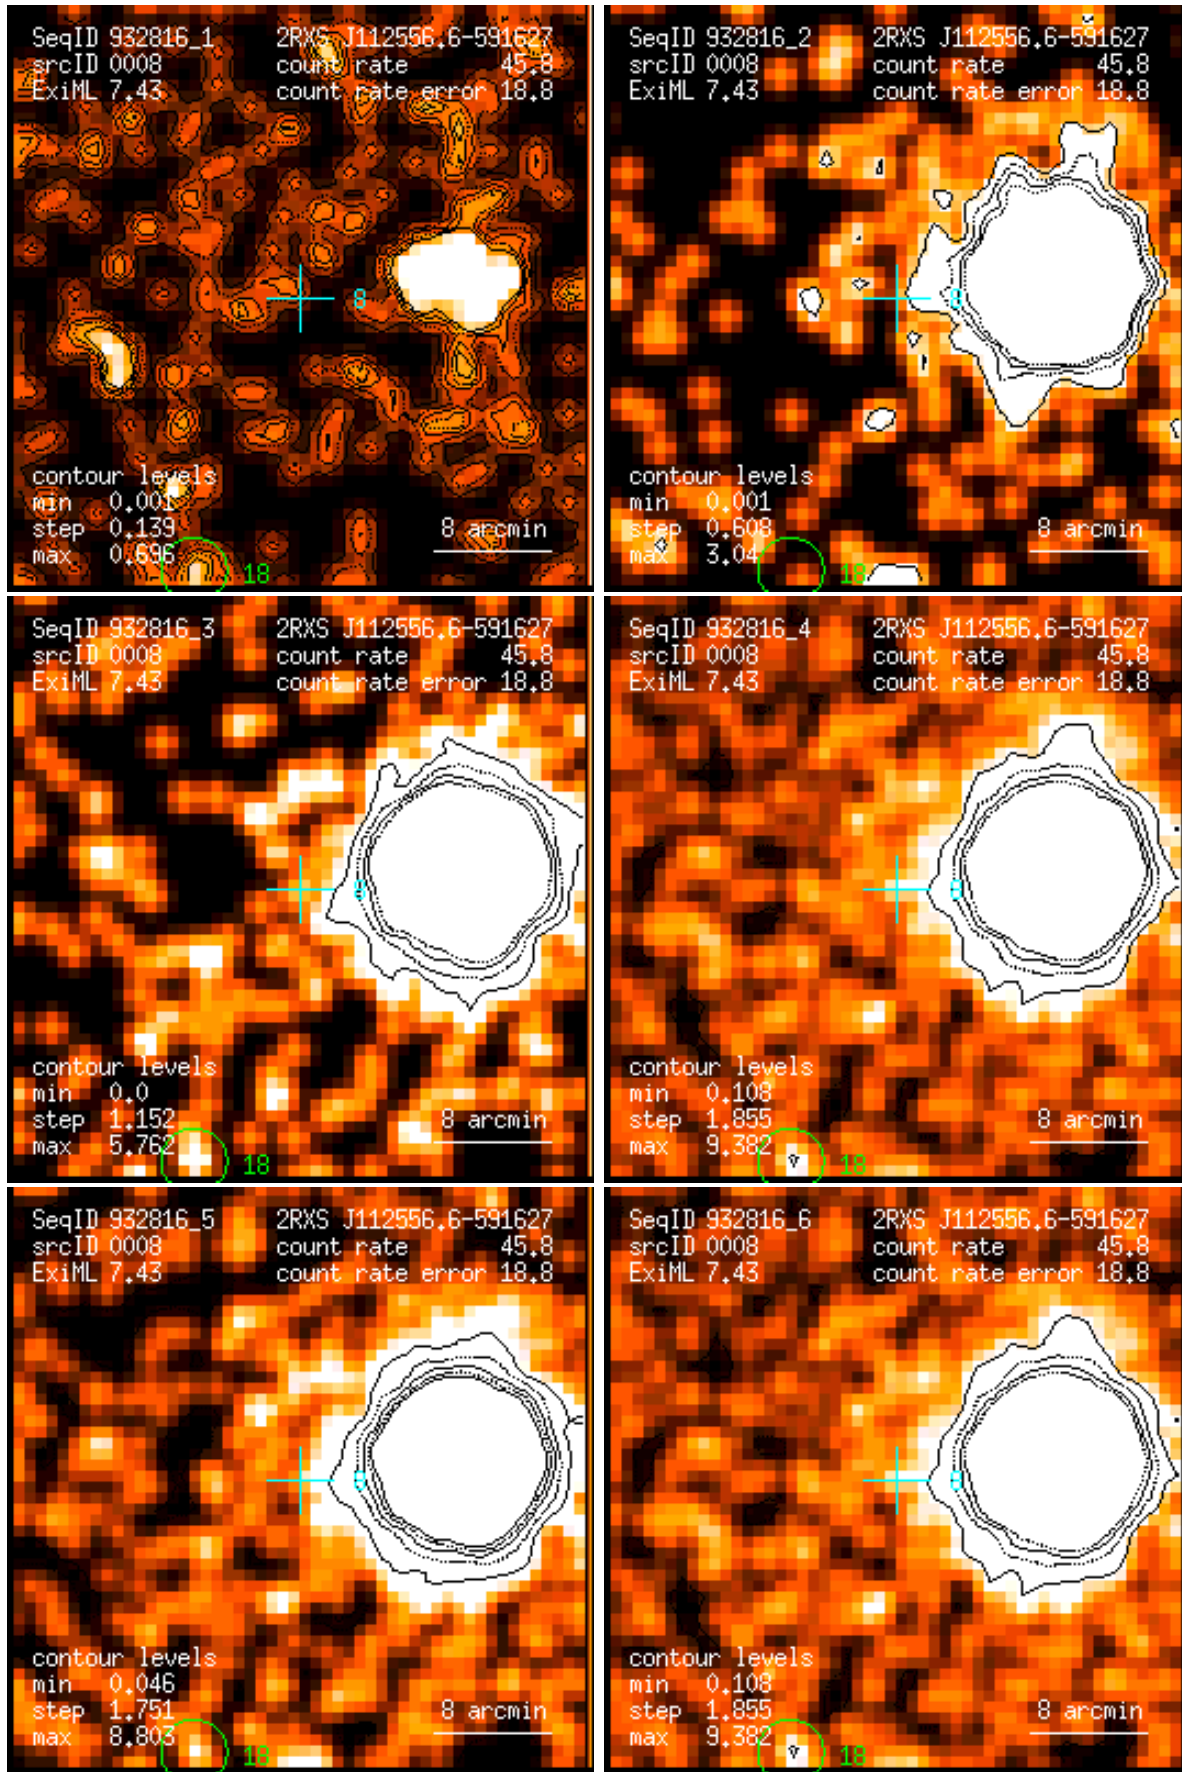 SeqID 932816_1 2RXS J112556.6-591627
srcID 0008 count rate 45.8
ExiML 7.43 count rate error 18.8
8
contour levels
min 0.001
step 0.139 8 arcmin
max 0.696
18
SeqID 932816_2 2RXS J112556.6-591627
srcID 0008 count rate 45.8
ExiML 7.43 count rate error 18.8
8
contour levels
min 0.001
step 0.608 8 arcmin
max 3.04
18
SeqID 932816_3 2RXS J112556.6-591627
srcID 0008 count rate 45.8
ExiML 7.43 count rate error 18.8
8
contour levels
min 0.0
step 1.152 8 arcmin
max 5.762
18
SeqID 932816_4 2RXS J112556.6-591627
srcID 0008 count rate 45.8
ExiML 7.43 count rate error 18.8
8
contour levels
min 0.108
step 1.855 8 arcmin
max 9.382
18
SeqID 932816_5 2RXS J112556.6-591627
srcID 0008 count rate 45.8
ExiML 7.43 count rate error 18.8
8
contour levels
min 0.046
step 1.751 8 arcmin
max 8.803
18
SeqID 932816_6 2RXS J112556.6-591627
srcID 0008 count rate 45.8
ExiML 7.43 count rate error 18.8
8
contour levels
min 0.108
step 1.855 8 arcmin
max 9.382
18